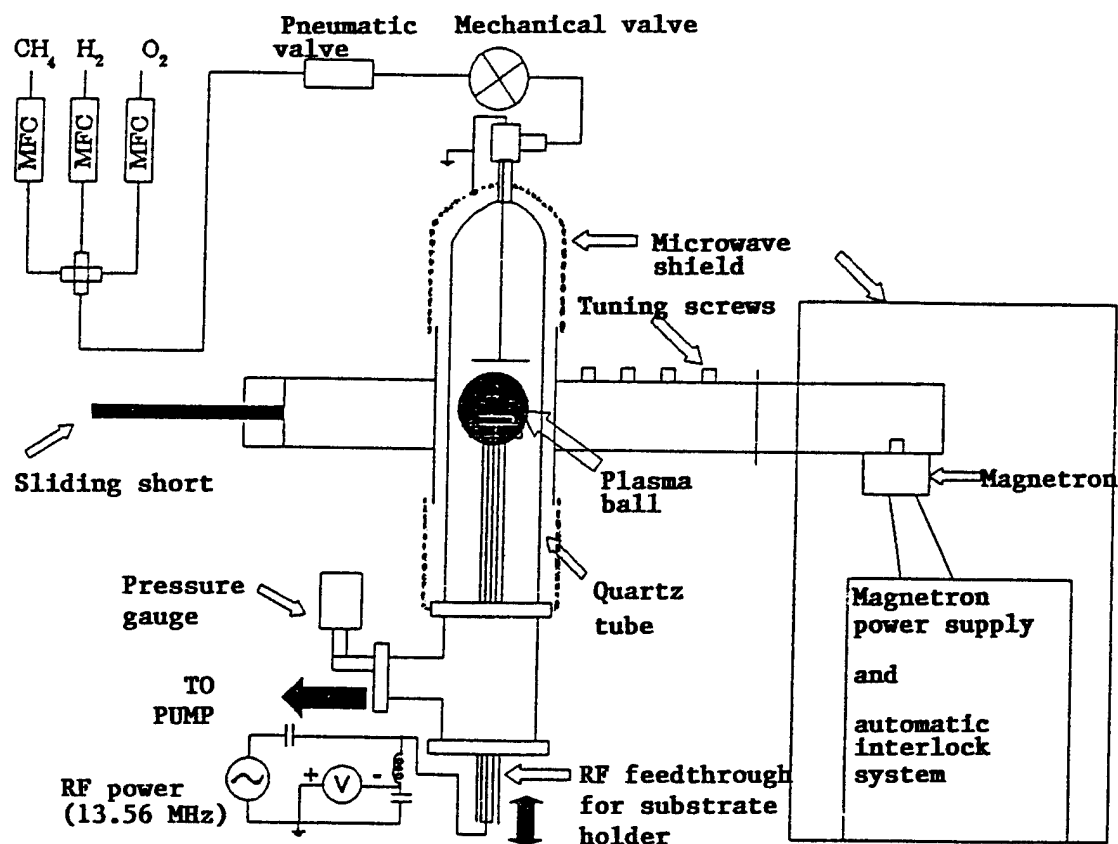 Pneumatic valve
Mechanical valve
CH4 H2 O2
MFC MFC MFC
Microwave
shield
Tuning screws
Sliding short
Plasma
ball
Magnetron
Pressure
gauge
Quartz
tube
Magnetron
power supply
and
automatic
interlock
system
TO
PUMP
RF power
(13.56 MHz)
+ V -
RF feedthrough
for substrate
holder